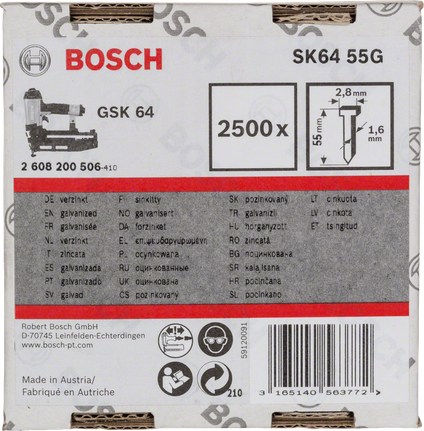 BOSCH
SK64 55G
GSK 64
2 608 200 506-410
2500 x
2,8 mm
55 mm
1,6 mm
DE verzinkt
EN galvanized
FR galvanisée
NL verzinkt
IT zincata
ES galvanizada
PT galvanizado
SV galvad
FI sinkitty
NO galvanisert
DA forzinket
EL επιψευδαργυρωμένη
PL ocynkowana
RU оцинкованные
UK оцинкована
CS pozinkovaný
SK pozinkovaný
TR galvanizli
HU horganyzott
RO zincată
BG поцинкована
SR kalajisana
HR pocinčana
SL pocinkano
LT cinkuota
LV cinkota
ET tsingitud
Robert Bosch GmbH
D-70745 Leinfelden-Echterdingen
www.bosch-pt.com
Made in Austria/
Fabriqué en Autriche
59120091
210
3 165140 563772